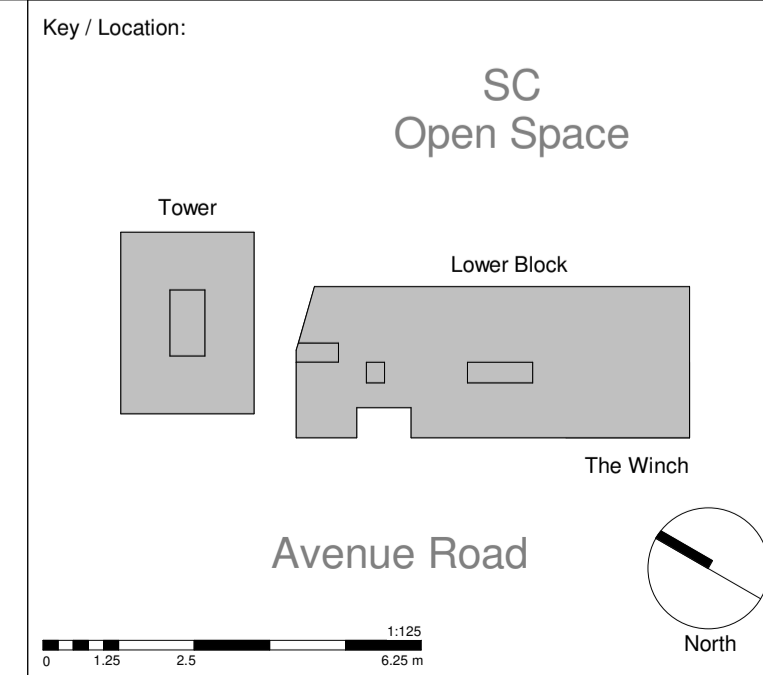 Key / Location:
SC
Open Space
Tower
Lower Block
The Winch
Avenue Road
North
1:125
0 1.25 2.5 6.25 m